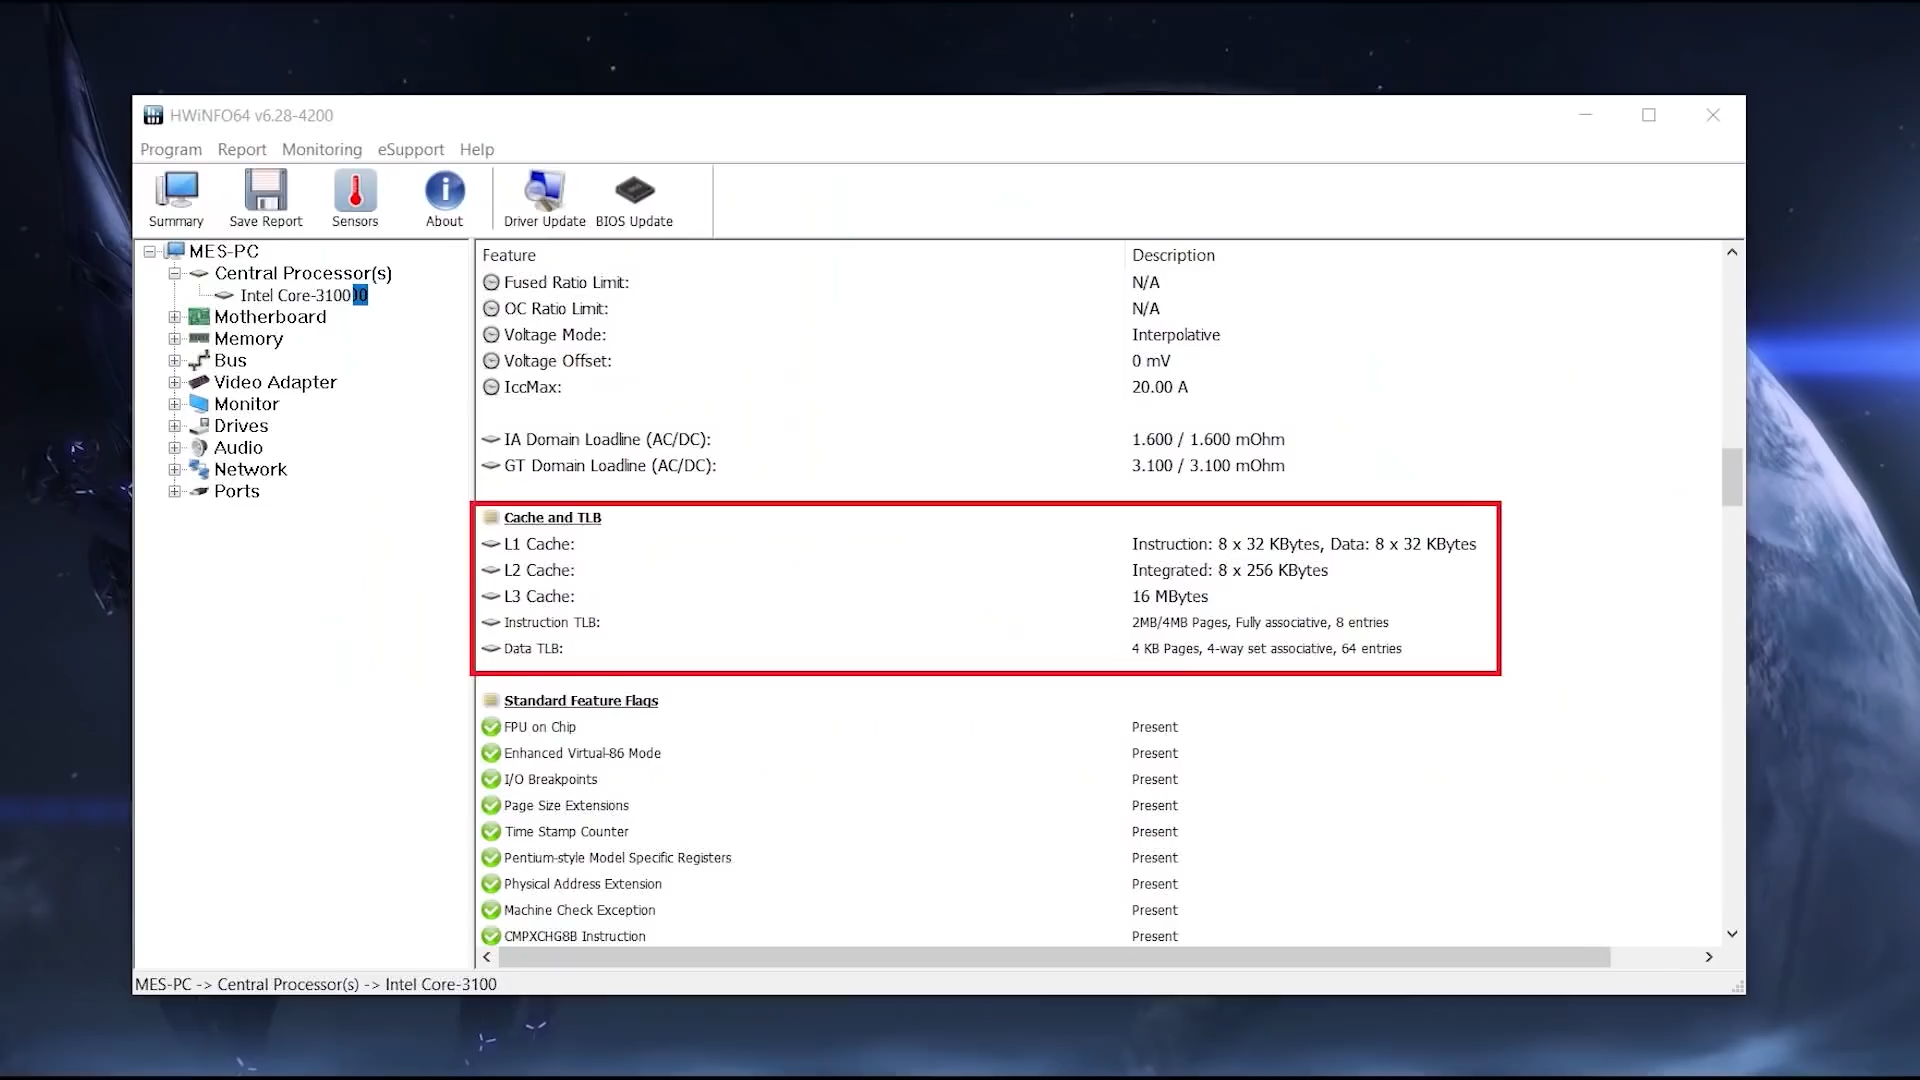 HWiNFO64 v6.28-4200
Program Report Monitoring eSupport Help
Summary Save Report Sensors About Driver Update BIOS Update
MES-PC
Central Processor(s)
Intel Core-3100
Motherboard
Memory
Bus
Video Adapter
Monitor
Drives
Audio
Network
Ports
Feature Description
Fused Ratio Limit: N/A
OC Ratio Limit: N/A
Voltage Mode: Interpolative
Voltage Offset: 0 mV
IccMax: 20.00 A
IA Domain Loadline (AC/DC): 1.600 / 1.600 mOhm
GT Domain Loadline (AC/DC): 3.100 / 3.100 mOhm
Cache and TLB
L1 Cache: Instruction: 8 x 32 KBytes, Data: 8 x 32 KBytes
L2 Cache: Integrated: 8 x 256 KBytes
L3 Cache: 16 MBytes
Instruction TLB: 2MB/4MB Pages, Fully associative, 8 entries
Data TLB: 4 KB Pages, 4-way set associative, 64 entries
Standard Feature Flags
FPU on Chip Present
Enhanced Virtual-86 Mode Present
I/O Breakpoints Present
Page Size Extensions Present
Time Stamp Counter Present
Pentium-style Model Specific Registers Present
Physical Address Extension Present
Machine Check Exception Present
CMPXCHG8B Instruction Present
MES-PC -> Central Processor(s) -> Intel Core-3100